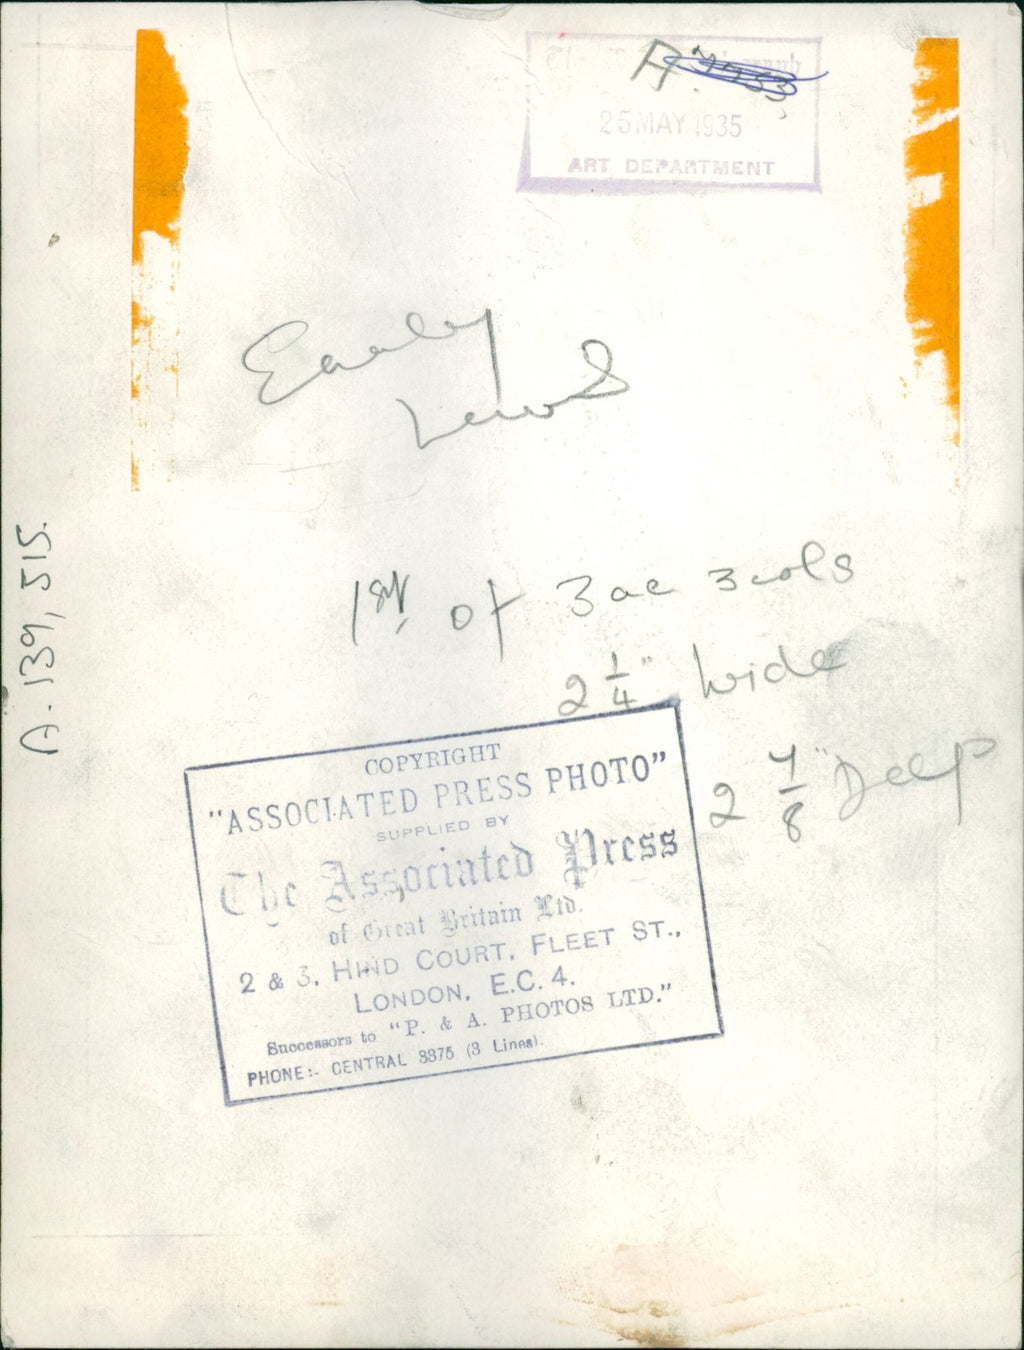 25 MAY 1935
ART DEPARTMENT
Early
1st. of 3 ac 3 cols
2 1/4" Wide
2 7/8" Deep
A. 139,515.
COPYRIGHT
"ASSOCIATED PRESS PHOTO"
SUPPLIED BY
The Associated Press
of Great Britain Ltd.
2 & 3, HIND COURT, FLEET ST.,
LONDON, E.C. 4.
Successors to "P. & A. PHOTOS LTD."
PHONE:- CENTRAL 3375 (3 Lines).